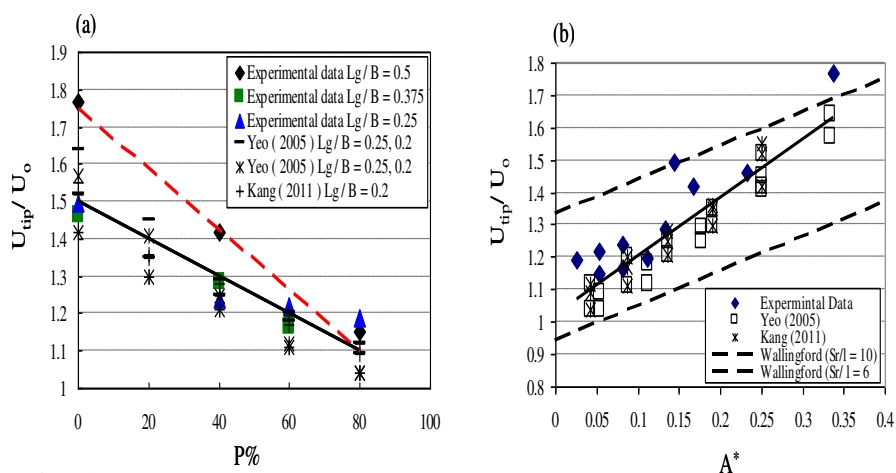 (a)
U_tip/ U_o
1.9
1.8
1.7
1.6
1.5
1.4
1.3
1.2
1.1
1
0
20
40
60
80
100
P%
Experimental data Lg / B = 0.5
Experimental data Lg / B = 0.375
Experimental data Lg / B = 0.25
Yeo ( 2005 ) Lg / B = 0.25, 0.2
Yeo ( 2005 ) Lg / B = 0.25, 0.2
Kang ( 2011 ) Lg / B = 0.2
(b)
U_tip/ U_o
1.8
1.7
1.6
1.5
1.4
1.3
1.2
1.1
1
0.9
0.8
0
0.05
0.1
0.15
0.2
0.25
0.3
0.35
0.4
A*
Expermintal Data
Yeo (2005)
Kang (2011)
Wallingford (Sr/l = 10)
Wallingford (Sr/ l = 6